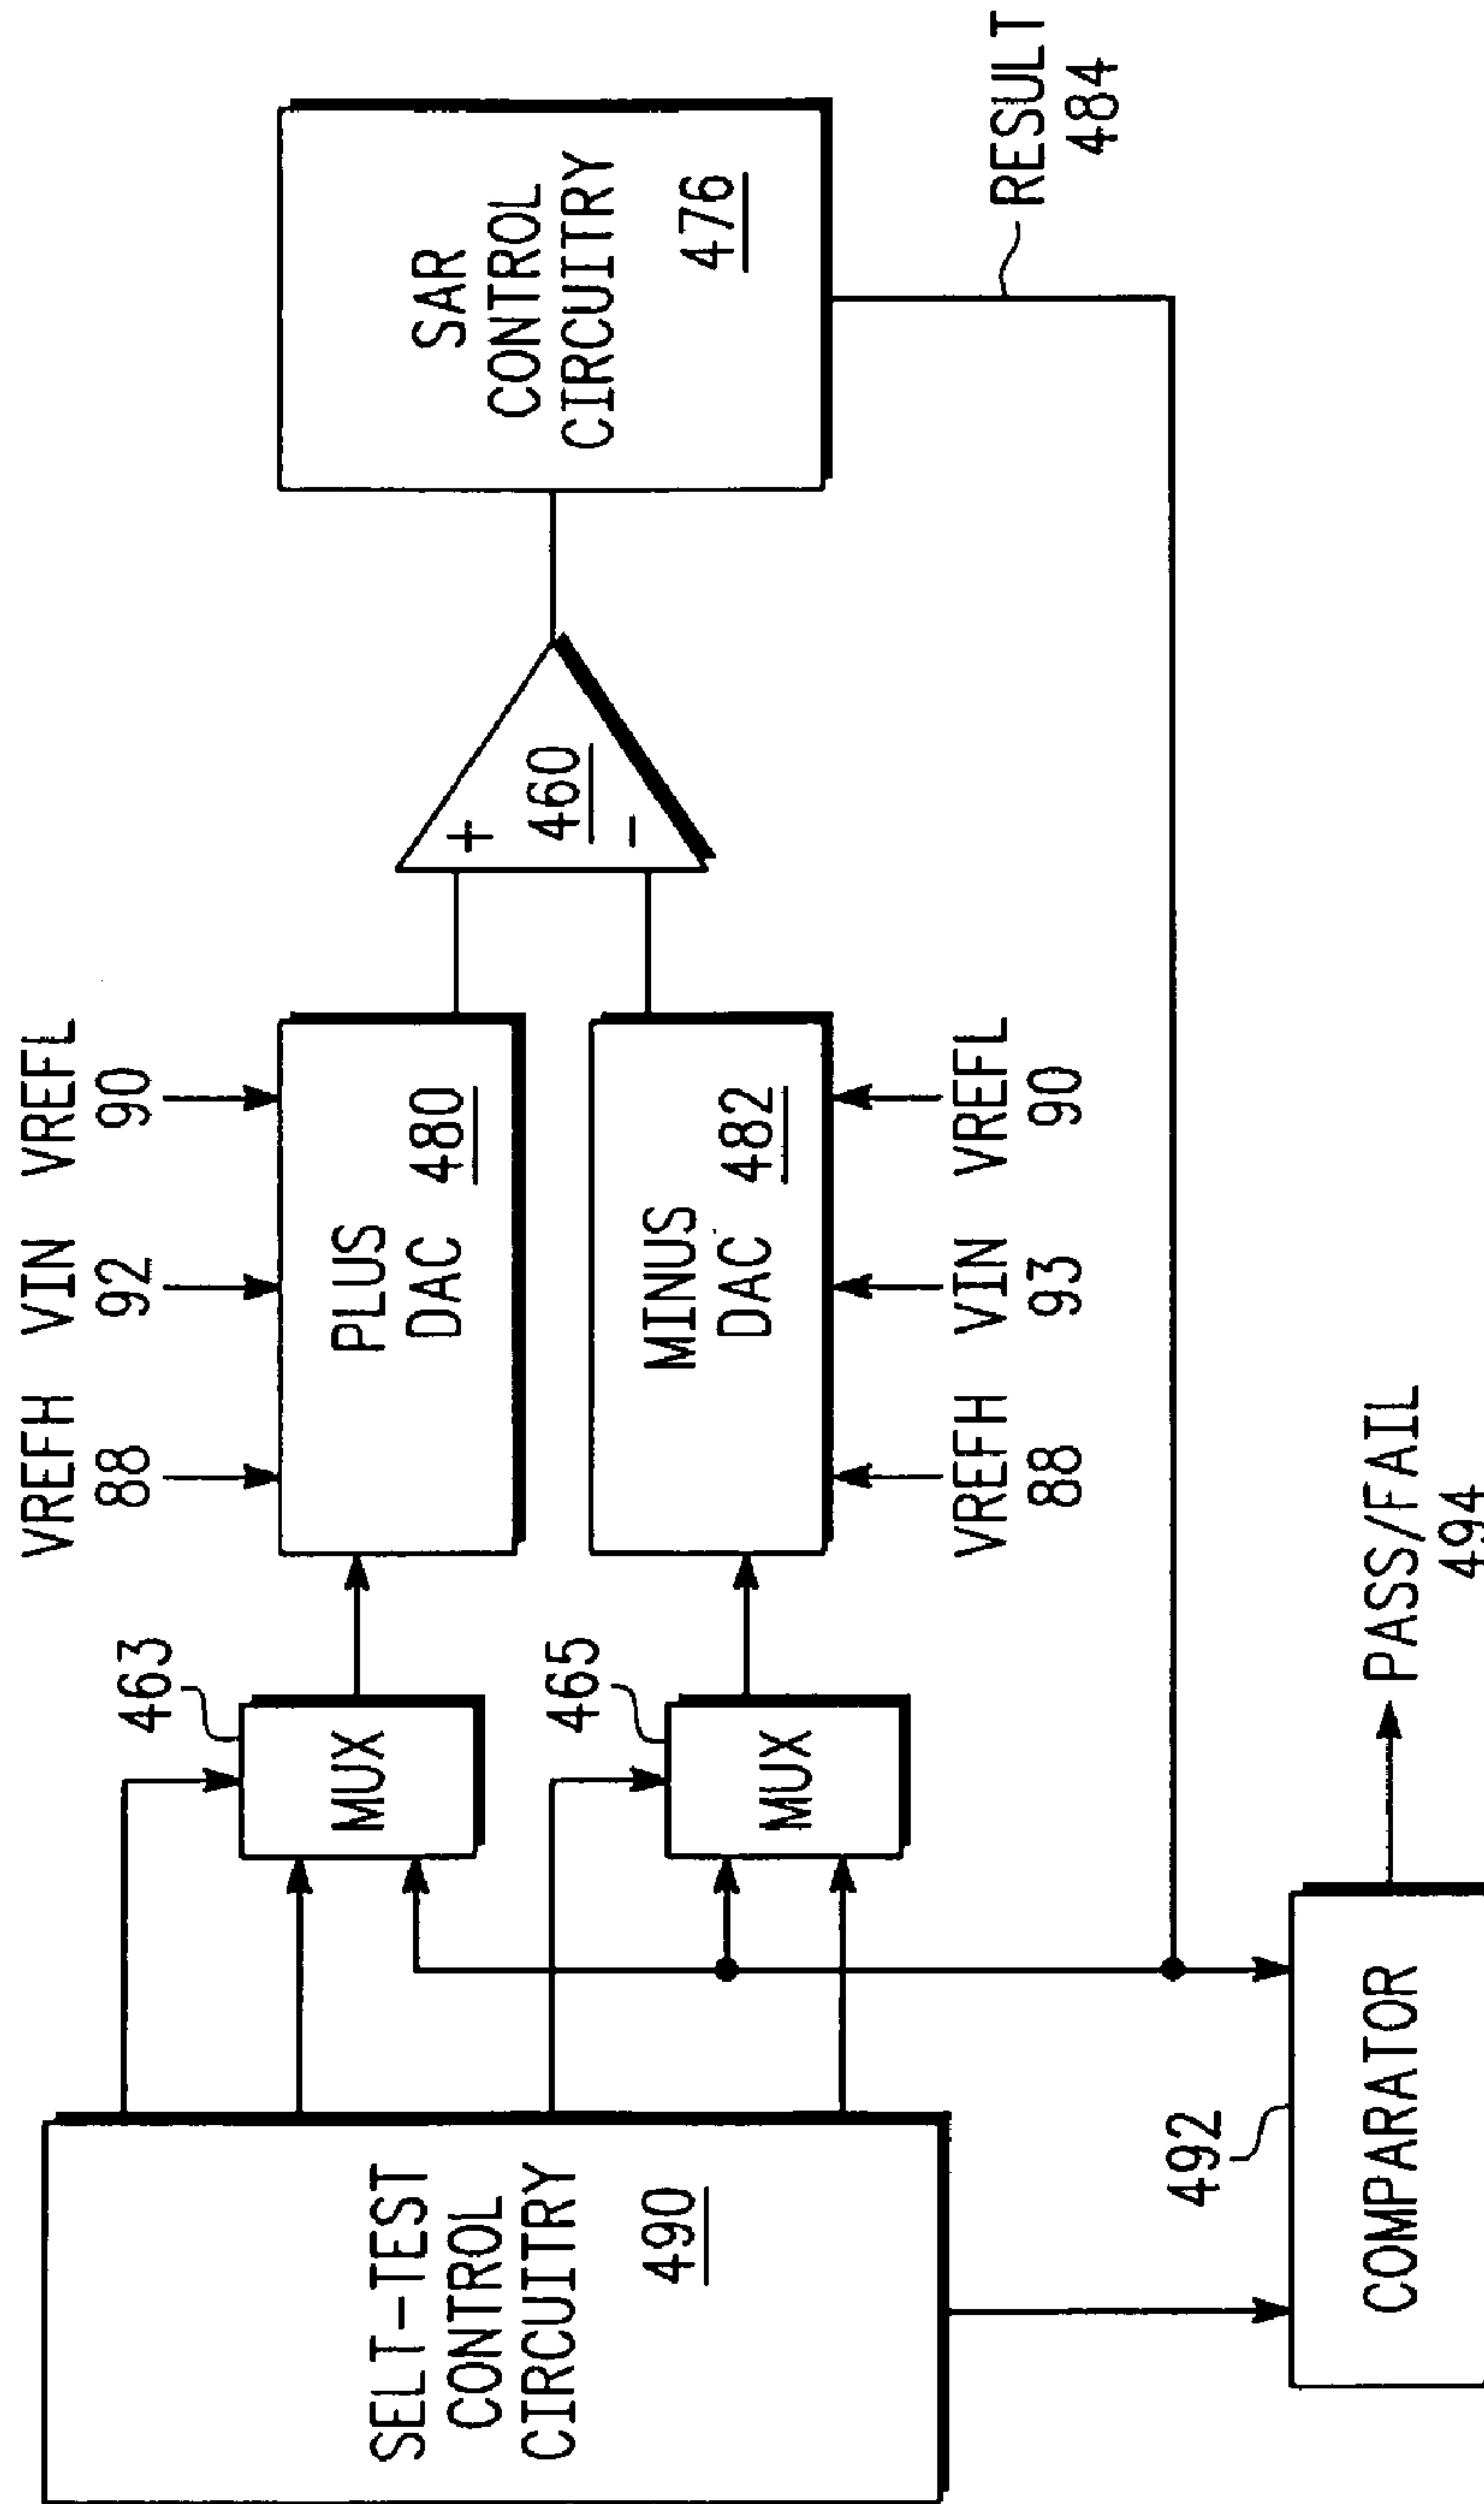 VREFH VIN VREFL
88 92 90
463
MUX
PLUS
DAC 480
SAR
CONTROL
CIRCUITRY
476
+
460
-
SELT-TEST
CONTROL
CIRCUITRY
490
465
MUX
MINUS
DAC 482
VREFH VIN VREFL
88 93 90
RESULT
484
492
COMPARATOR
PASS/FAIL
494